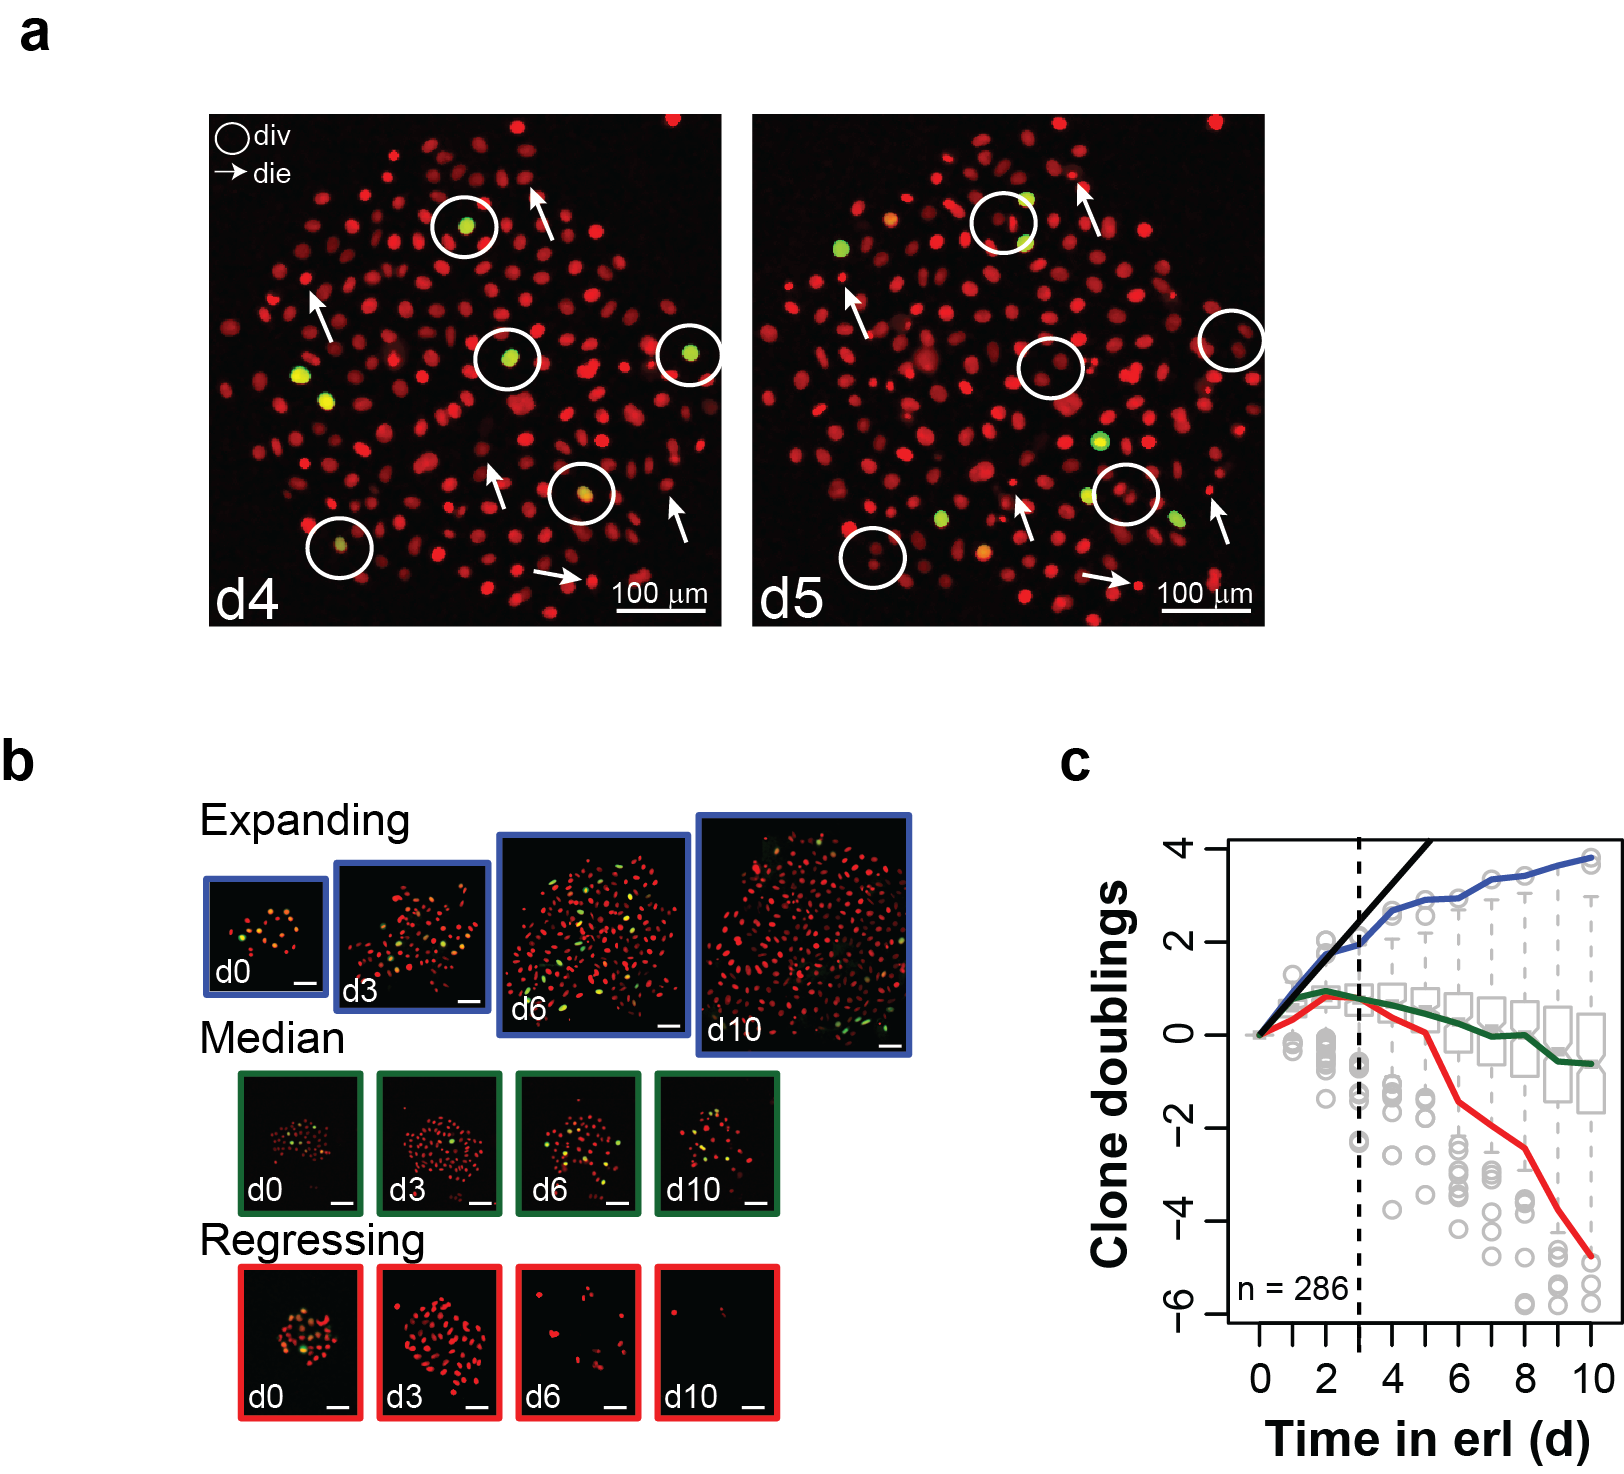 a
div
die
d4
100 μm
d5
100 μm
b
Expanding
d0
d3
d6
d10
Median
d0
d3
d6
d10
Regressing
d0
d3
d6
d10
c
Clone doublings
4
2
0
−2
−4
−6
n = 286
0 2 4 6 8 10
Time in erl (d)